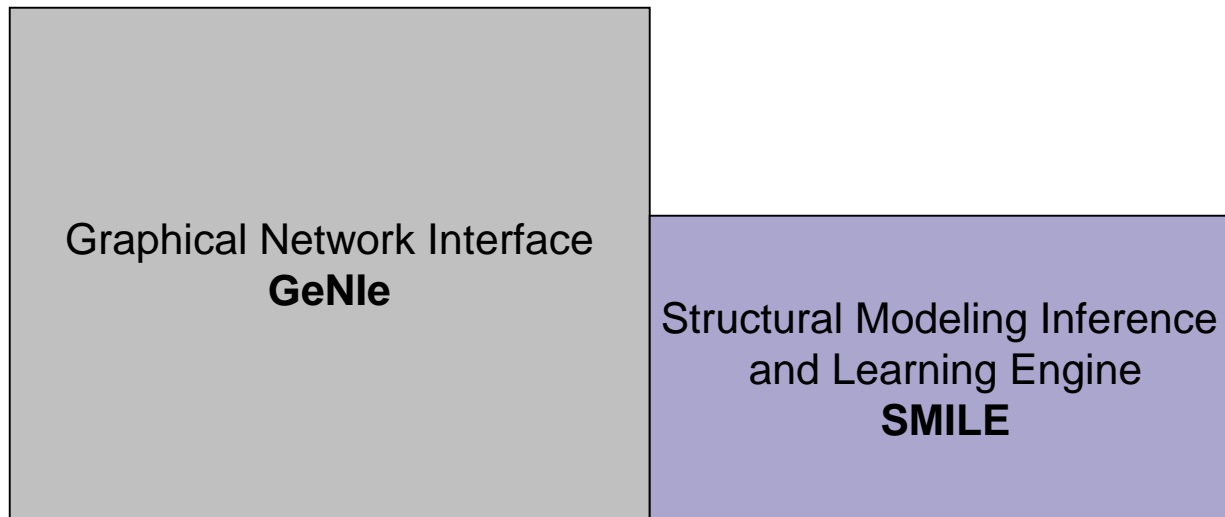 Graphical Network Interface
GeNIe
Structural Modeling Inference
and Learning Engine
SMILE